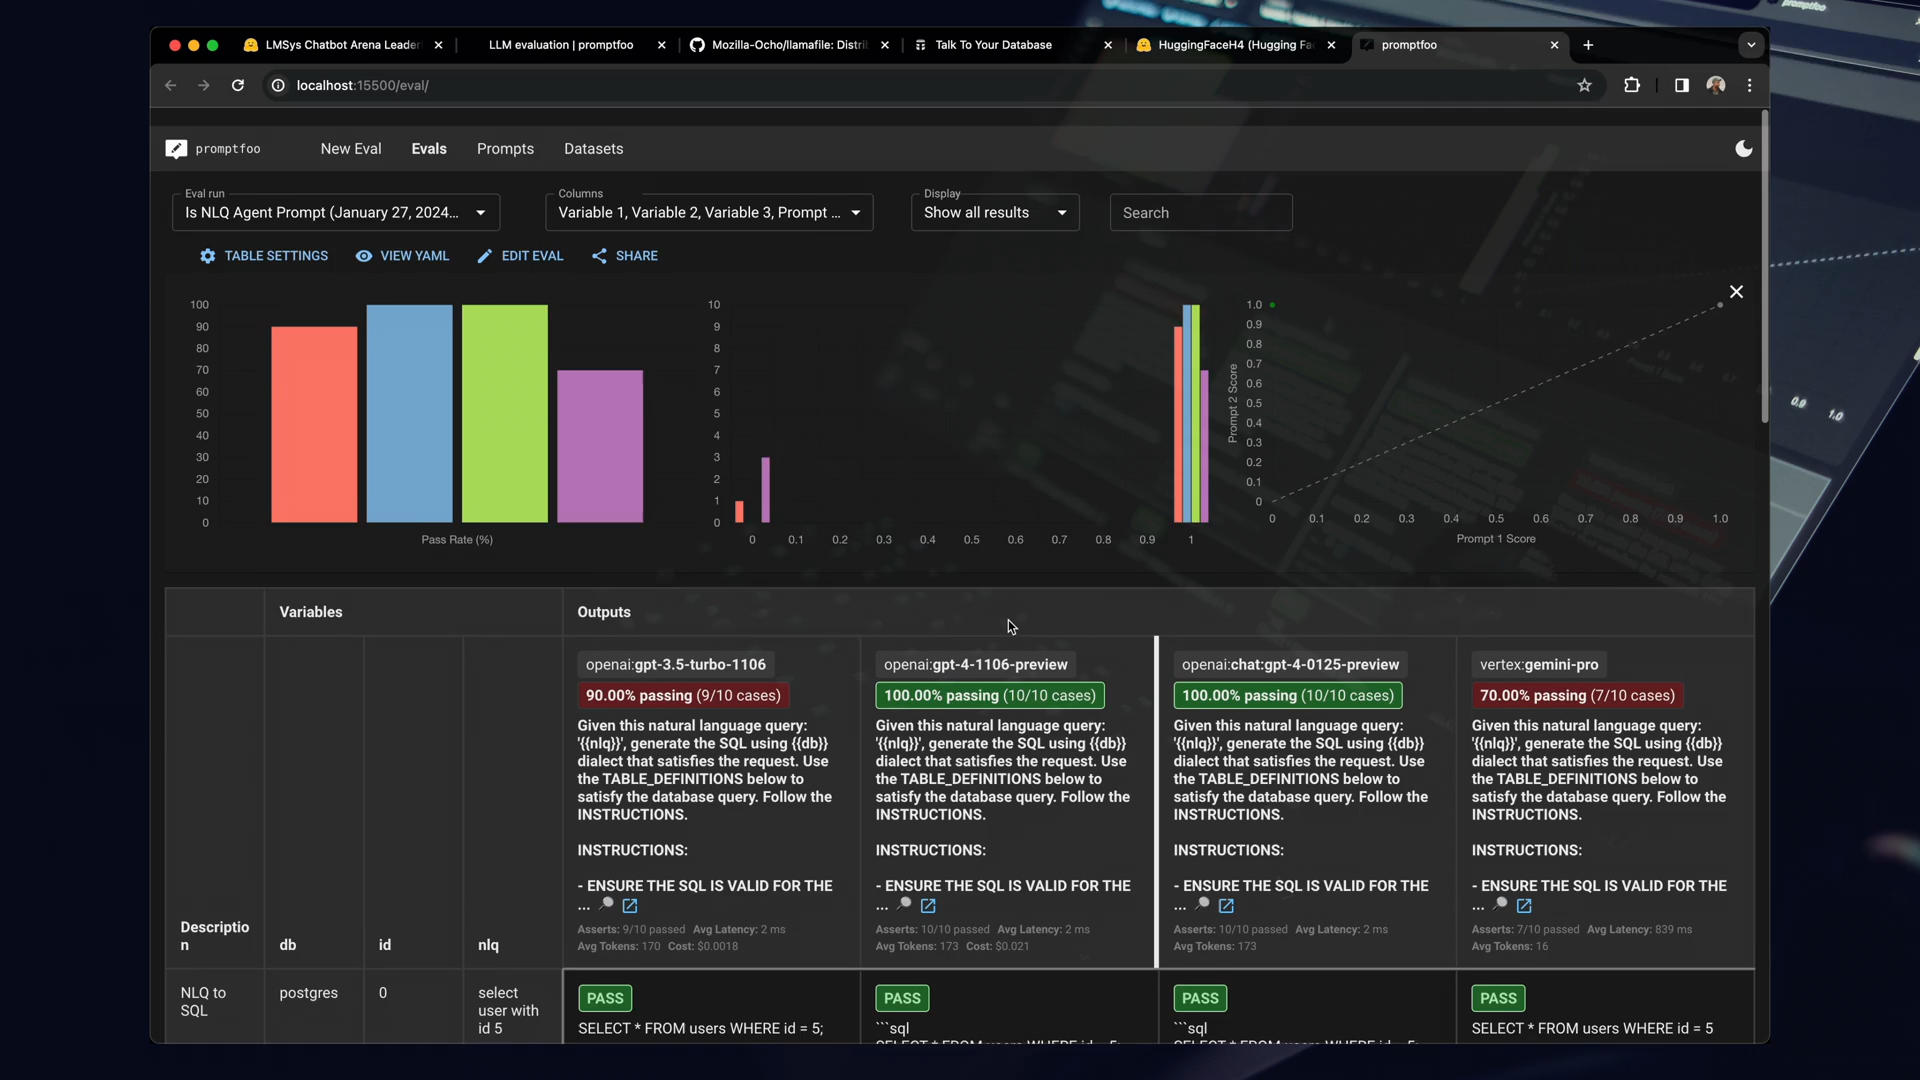 LMSys Chatbot Arena Leader
LLM evaluation | promptfoo
Mozilla-Ocho/llamafile: Distri
Talk To Your Database
HuggingFaceH4 (Hugging Fa
promptfoo
localhost:15500/eval/
promptfoo
New Eval
Evals
Prompts
Datasets
Eval run
Is NLQ Agent Prompt (January 27, 2024...
Columns
Variable 1, Variable 2, Variable 3, Prompt ...
Display
Show all results
Search
TABLE SETTINGS
VIEW YAML
EDIT EVAL
SHARE
100
90
80
70
60
50
40
30
20
10
0
Pass Rate (%)
10
9
8
7
6
5
4
3
2
1
0
0 0.1 0.2 0.3 0.4 0.5 0.6 0.7 0.8 0.9 1
Prompt 2 Score
1.0
0.9
0.8
0.7
0.6
0.5
0.4
0.3
0.2
0.1
0
0 0.1 0.2 0.3 0.4 0.5 0.6 0.7 0.8 0.9 1.0
Prompt 1 Score
Variables
Outputs
Descriptio
n
db
id
nlq
openai:gpt-3.5-turbo-1106
90.00% passing (9/10 cases)
Given this natural language query:
'{{nlq}}', generate the SQL using {{db}}
dialect that satisfies the request. Use
the TABLE_DEFINITIONS below to
satisfy the database query. Follow the
INSTRUCTIONS.
INSTRUCTIONS:
- ENSURE THE SQL IS VALID FOR THE
...
Asserts: 9/10 passed Avg Latency: 2 ms
Avg Tokens: 170 Cost: $0.0018
openai:gpt-4-1106-preview
100.00% passing (10/10 cases)
Given this natural language query:
'{{nlq}}', generate the SQL using {{db}}
dialect that satisfies the request. Use
the TABLE_DEFINITIONS below to
satisfy the database query. Follow the
INSTRUCTIONS.
INSTRUCTIONS:
- ENSURE THE SQL IS VALID FOR THE
...
Asserts: 10/10 passed Avg Latency: 2 ms
Avg Tokens: 173 Cost: $0.021
openai:chat:gpt-4-0125-preview
100.00% passing (10/10 cases)
Given this natural language query:
'{{nlq}}', generate the SQL using {{db}}
dialect that satisfies the request. Use
the TABLE_DEFINITIONS below to
satisfy the database query. Follow the
INSTRUCTIONS.
INSTRUCTIONS:
- ENSURE THE SQL IS VALID FOR THE
...
Asserts: 10/10 passed Avg Latency: 2 ms
Avg Tokens: 173
vertex:gemini-pro
70.00% passing (7/10 cases)
Given this natural language query:
'{{nlq}}', generate the SQL using {{db}}
dialect that satisfies the request. Use
the TABLE_DEFINITIONS below to
satisfy the database query. Follow the
INSTRUCTIONS.
INSTRUCTIONS:
- ENSURE THE SQL IS VALID FOR THE
...
Asserts: 7/10 passed Avg Latency: 839 ms
Avg Tokens: 16
NLQ to
SQL
postgres
0
select
user with
id 5
PASS
SELECT * FROM users WHERE id = 5;
PASS
```sql
SELECT * FROM users WHERE id = 5;
PASS
```sql
SELECT * FROM users WHERE id = 5;
PASS
SELECT * FROM users WHERE id = 5
promptfoo
0.9 1.0